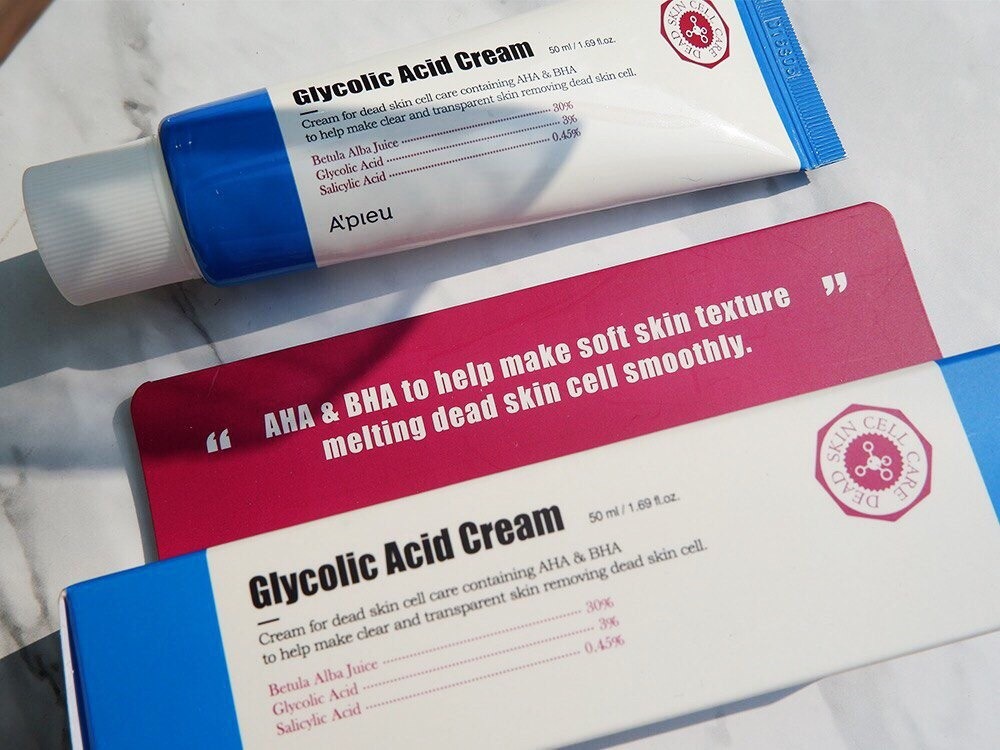 Glycolic Acid Cream 50 ml / 1.69 fl.oz.
Cream for dead skin cell care containing AHA & BHA
to help make clear and transparent skin removing dead skin cell.
Betula Alba Juice 30%
Glycolic Acid 3%
Salicylic Acid 0.45%
A'PIEU
DEAD SKIN CELL CARE
“ AHA & BHA to help make soft skin texture ”
melting dead skin cell smoothly.
Glycolic Acid Cream 50 ml / 1.69 fl.oz.
Cream for dead skin cell care containing AHA & BHA
to help make clear and transparent skin removing dead skin cell.
Betula Alba Juice 30%
Glycolic Acid 3%
Salicylic Acid 0.45%
DEAD SKIN CELL CARE